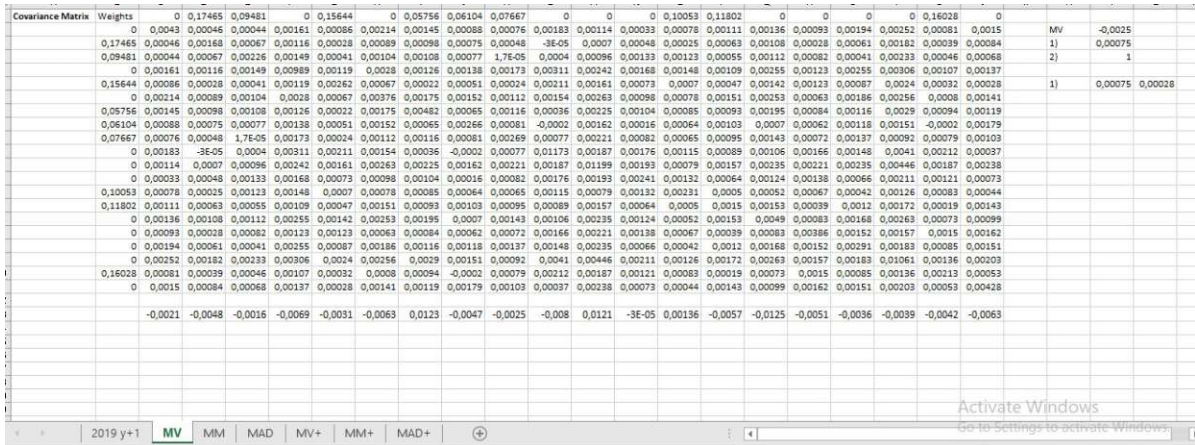 Covariance Matrix Weights 0 0,17465 0,09481 0 0,15644 0 0,05756 0,06104 0,07667 0 0 0 0,10053 0,11802 0 0 0 0 0,16028 0
0 0,0043 0,00046 0,00044 0,00161 0,00086 0,00214 0,00145 0,00088 0,00076 0,00183 0,00114 0,00033 0,00078 0,00111 0,00136 0,00093 0,00194 0,00252 0,00081 0,0015 MV -0,0025
0,17465 0,00046 0,00168 0,00067 0,00116 0,00028 0,00089 0,00098 0,00075 0,00048 -3E-05 0,0007 0,00048 0,00025 0,00063 0,00108 0,00028 0,00061 0,00182 0,00039 0,00084 1) 0,00075
0,09481 0,00044 0,00067 0,00226 0,00149 0,00041 0,00104 0,00108 0,00077 1,7E-05 0,0004 0,00096 0,00133 0,00123 0,00055 0,00112 0,00082 0,00041 0,00233 0,00046 0,00068 2) 1
0 0,00161 0,00116 0,00149 0,00989 0,00119 0,0028 0,00126 0,00138 0,00173 0,00311 0,00242 0,00168 0,00148 0,00109 0,00255 0,00123 0,00255 0,00306 0,00107 0,00137
0,15644 0,00086 0,00028 0,00041 0,00119 0,00262 0,00067 0,00022 0,00051 0,00024 0,00211 0,00161 0,00073 0,0007 0,00047 0,00142 0,00123 0,00087 0,0024 0,00032 0,00028 1) 0,00075 0,00028
0 0,00214 0,00089 0,00104 0,0028 0,00067 0,00376 0,00175 0,00152 0,00112 0,00154 0,00263 0,00098 0,00078 0,00151 0,00253 0,00063 0,00186 0,00256 0,0008 0,00141
0,05756 0,00145 0,00098 0,00108 0,00126 0,00022 0,00175 0,00482 0,00065 0,00116 0,00036 0,00225 0,00104 0,00085 0,00093 0,00195 0,00084 0,00116 0,0029 0,00094 0,00119
0,06104 0,00088 0,00075 0,00077 0,00138 0,00051 0,00152 0,00065 0,00266 0,00081 -0,0002 0,00162 0,00016 0,00064 0,00103 0,0007 0,00062 0,00118 0,00151 -0,0002 0,00179
0,07667 0,00076 0,00048 1,7E-05 0,00173 0,00024 0,00112 0,00116 0,00081 0,00269 0,00077 0,00221 0,00082 0,00065 0,00095 0,00143 0,00072 0,00137 0,00092 0,00079 0,00103
0 0,00183 -3E-05 0,0004 0,00311 0,00211 0,00154 0,00036 -0,0002 0,00077 0,01173 0,00187 0,00176 0,00115 0,00089 0,00106 0,00166 0,00148 0,0041 0,00212 0,00037
0 0,00114 0,0007 0,00096 0,00242 0,00161 0,00263 0,00225 0,00162 0,00221 0,00187 0,01199 0,00193 0,00079 0,00157 0,00235 0,00221 0,00235 0,00446 0,00187 0,00238
0 0,00033 0,00048 0,00133 0,00168 0,00073 0,00098 0,00104 0,00016 0,00082 0,00176 0,00193 0,00241 0,00132 0,00064 0,00124 0,00138 0,00066 0,00211 0,00121 0,00073
0,10053 0,00078 0,00025 0,00123 0,00148 0,0007 0,00078 0,00085 0,00064 0,00065 0,00115 0,00079 0,00132 0,00231 0,0005 0,00052 0,00067 0,00042 0,00126 0,00083 0,00044
0,11802 0,00111 0,00063 0,00055 0,00109 0,00047 0,00151 0,00093 0,00103 0,00095 0,00089 0,00157 0,00064 0,0005 0,0015 0,00153 0,00039 0,0012 0,00172 0,00019 0,00143
0 0,00136 0,00108 0,00112 0,00255 0,00142 0,00253 0,00195 0,0007 0,00143 0,00106 0,00235 0,00124 0,00052 0,00153 0,0049 0,00083 0,00168 0,00263 0,00073 0,00099
0 0,00093 0,00028 0,00082 0,00123 0,00123 0,00063 0,00084 0,00062 0,00072 0,00166 0,00221 0,00138 0,00067 0,00039 0,00083 0,00386 0,00152 0,00157 0,0015 0,00162
0 0,00194 0,00061 0,00041 0,00255 0,00087 0,00186 0,00116 0,00118 0,00137 0,00148 0,00235 0,00066 0,00042 0,0012 0,00168 0,00152 0,00291 0,00183 0,00085 0,00151
0 0,00252 0,00182 0,00233 0,00306 0,0024 0,00256 0,0029 0,00151 0,00092 0,0041 0,00446 0,00211 0,00126 0,00172 0,00263 0,00157 0,00183 0,01061 0,00136 0,00203
0,16028 0,00081 0,00039 0,00046 0,00107 0,00032 0,0008 0,00094 -0,0002 0,00079 0,00212 0,00187 0,00121 0,00083 0,00019 0,00073 0,0015 0,00085 0,00136 0,00213 0,00053
0 0,0015 0,00084 0,00068 0,00137 0,00028 0,00141 0,00119 0,00179 0,00103 0,00037 0,00238 0,00073 0,00044 0,00143 0,00099 0,00162 0,00151 0,00203 0,00053 0,00428
-0,0021 -0,0048 -0,0016 -0,0069 -0,0031 -0,0063 0,0123 -0,0047 -0,0025 -0,008 0,0121 -3E-05 0,00136 -0,0057 -0,0125 -0,0051 -0,0036 -0,0039 -0,0042 -0,0063
Activate Windows
Go to Settings to activate Windows.
2019 y+1 MV MM MAD MV+ MM+ MAD+